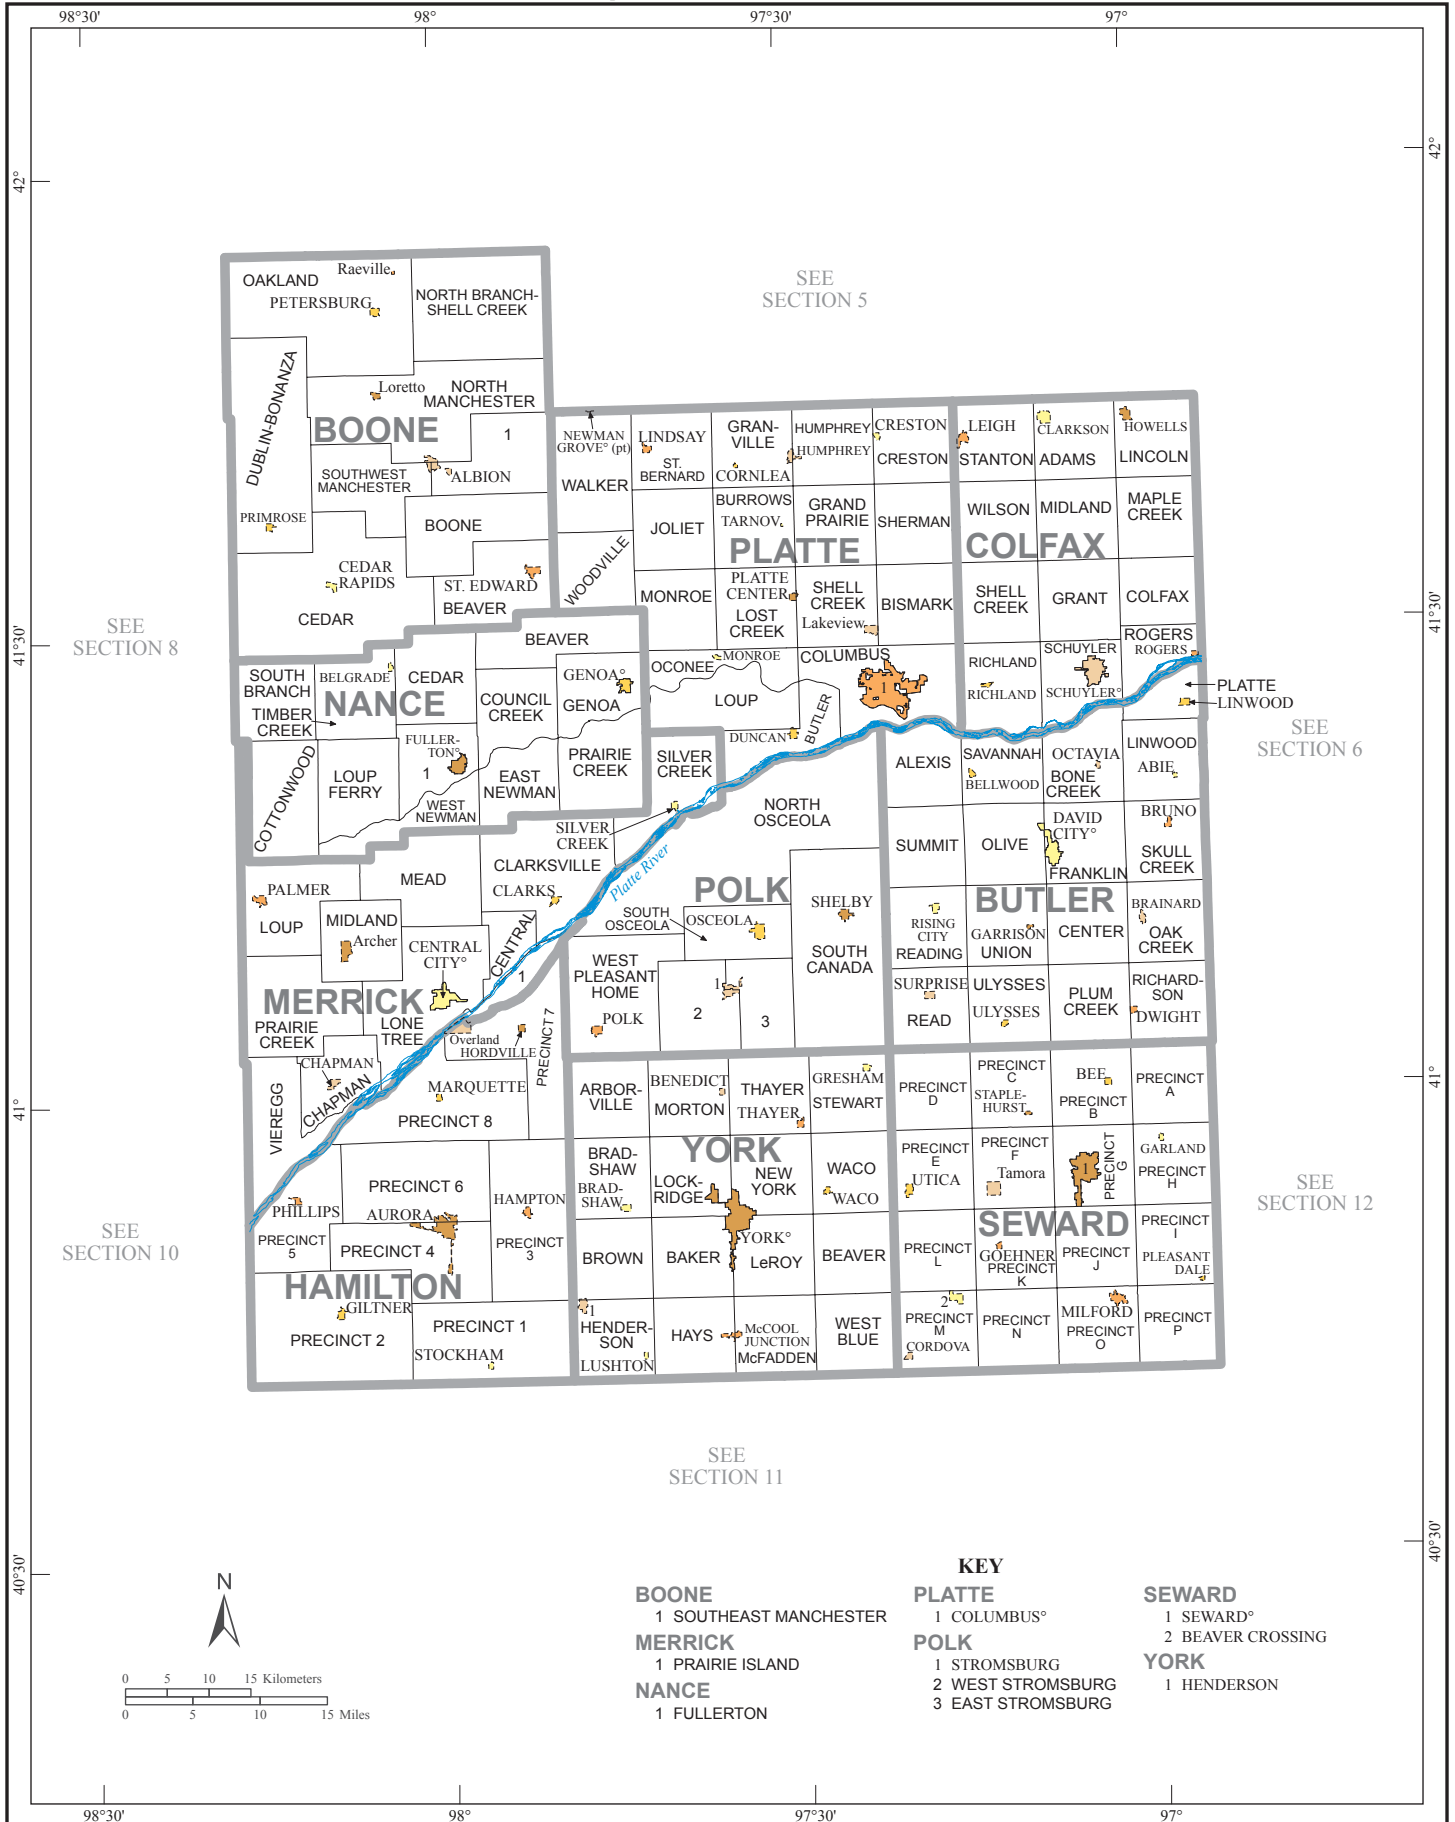 98°30'
98°
97°30'
97°
42°
42°
SEE
SECTION 5
OAKLAND
Raeville
PETERSBURG
NORTH BRANCH-
SHELL CREEK
DUBLIN-BONANZA
Loretto
NORTH
MANCHESTER
BOONE
1
SOUTHWEST
MANCHESTER
ALBION
PRIMROSE
BOONE
CEDAR
RAPIDS
ST. EDWARD
CEDAR
BEAVER
NEWMAN
GROVE° (pt)
WALKER
LINDSAY
ST.
BERNARD
GRAN-
VILLE
CORNLEA
HUMPHREY
HUMPHREY
CRESTON
CRESTON
JOLIET
BURROWS
TARNOV
GRAND
PRAIRIE
SHERMAN
PLATTE
WOODVILLE
MONROE
PLATTE
CENTER
LOST
CREEK
SHELL
CREEK
Lakeview
BISMARK
OCONEE
MONROE
COLUMBUS
1
LOUP
BUTLER
DUNCAN
LEIGH
STANTON
CLARKSON
ADAMS
HOWELLS
LINCOLN
WILSON
MIDLAND
MAPLE
CREEK
COLFAX
SHELL
CREEK
GRANT
COLFAX
RICHLAND
RICHLAND
SCHUYLER
SCHUYLER°
ROGERS
ROGERS
PLATTE
LINWOOD
SEE
SECTION 8
41°30'
41°30'
SEE
SECTION 6
BEAVER
SOUTH
BRANCH
BELGRADE
CEDAR
NANCE
TIMBER
CREEK
COUNCIL
CREEK
GENOA°
GENOA
COTTONWOOD
LOUP
FERRY
FULLER-
TON°
1
WEST
NEWMAN
EAST
NEWMAN
PRAIRIE
CREEK
SILVER
CREEK
SILVER
CREEK
CLARKSVILLE
CLARKS
MEAD
PALMER
LOUP
MIDLAND
Archer
CENTRAL
CITY°
CENTRAL
1
MERRICK
PRAIRIE
CREEK
LONE
TREE
CHAPMAN
CHAPMAN
VIEREGG
Platte River
NORTH
OSCEOLA
POLK
SOUTH
OSCEOLA
OSCEOLA
SHELBY
SOUTH
CANADA
WEST
PLEASANT
HOME
POLK
1
2
3
ALEXIS
SAVANNAH
BELLWOOD
OCTAVIA
BONE
CREEK
LINWOOD
ABIE
SUMMIT
OLIVE
DAVID
CITY°
FRANKLIN
BRUNO
SKULL
CREEK
BUTLER
RISING
CITY
READING
GARRISON
UNION
CENTER
BRAINARD
OAK
CREEK
SURPRISE
READ
ULYSSES
ULYSSES
PLUM
CREEK
RICHARD-
SON
DWIGHT
Overland
HORDVILLE
PRECINCT 7
MARQUETTE
PRECINCT 8
41°
41°
PRECINCT 6
PHILLIPS
AURORA
HAMPTON
PRECINCT
5
PRECINCT 4
PRECINCT
3
HAMILTON
GILTNER
PRECINCT 2
PRECINCT 1
STOCKHAM
ARBOR-
VILLE
BENEDICT
MORTON
THAYER
THAYER
GRESHAM
STEWART
YORK
BRAD-
SHAW
BRAD-
SHAW
LOCK-
RIDGE
NEW
YORK
WACO
WACO
BROWN
BAKER
YORK°
LeROY
BEAVER
1
HENDER-
SON
LUSHTON
HAYS
McCOOL
JUNCTION
McFADDEN
WEST
BLUE
PRECINCT
D
PRECINCT
C
STAPLE-
HURST
BEE
PRECINCT
B
PRECINCT
A
PRECINCT
E
UTICA
PRECINCT
F
Tamora
1
PRECINCT
G
GARLAND
PRECINCT
H
SEWARD
PRECINCT
L
GOEHNER
PRECINCT
K
PRECINCT
J
PRECINCT
I
PLEASANT
DALE
2
PRECINCT
M
CORDOVA
PRECINCT
N
MILFORD
PRECINCT
O
PRECINCT
P
SEE
SECTION 10
SEE
SECTION 12
SEE
SECTION 11
40°30'
40°30'
N
0 5 10 15 Kilometers
0 5 10 15 Miles
KEY
BOONE
1 SOUTHEAST MANCHESTER
MERRICK
1 PRAIRIE ISLAND
NANCE
1 FULLERTON
PLATTE
1 COLUMBUS°
POLK
1 STROMSBURG
2 WEST STROMSBURG
3 EAST STROMSBURG
SEWARD
1 SEWARD°
2 BEAVER CROSSING
YORK
1 HENDERSON
98°30'
98°
97°30'
97°